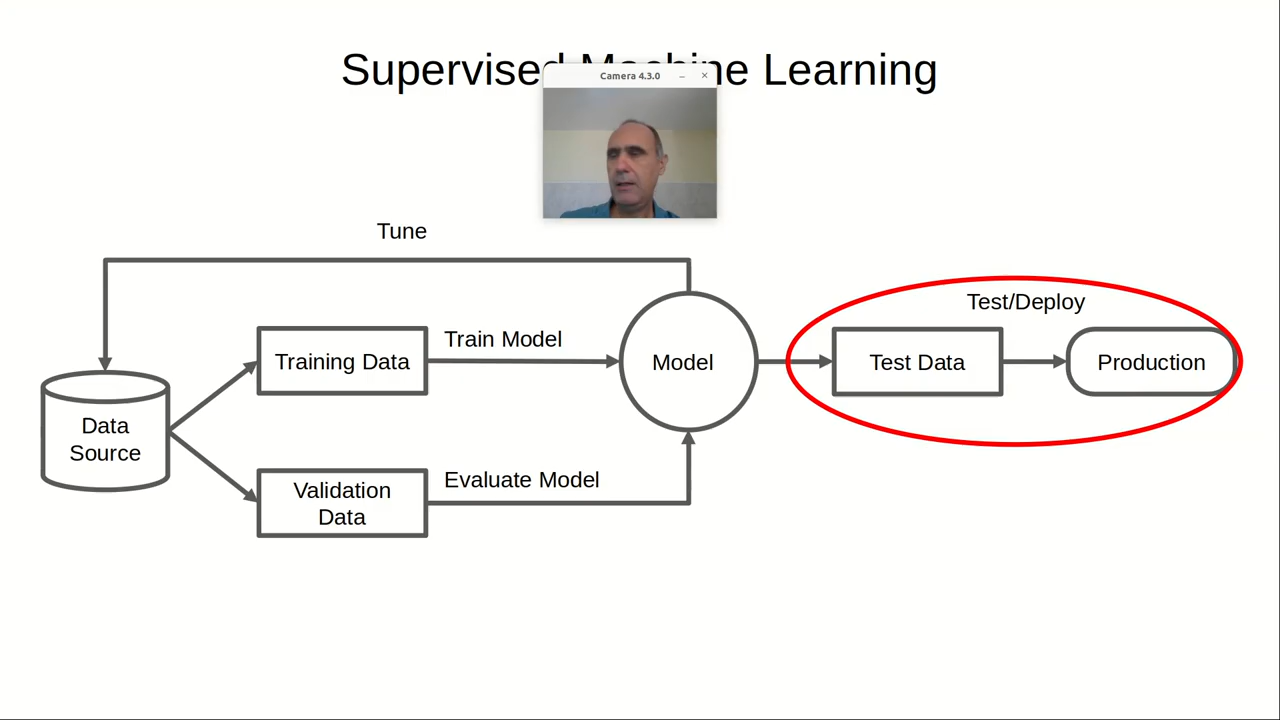 Supervised Machine Learning
Camera 4.3.0
Tune
Test/Deploy
Train Model
Training Data
Model
Test Data
Production
Data
Source
Evaluate Model
Validation
Data